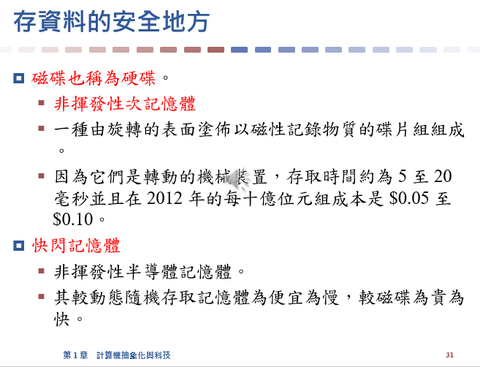 存資料的安全地方
磁碟也稱為硬碟。
非揮發性次記憶體
一種由旋轉的表面塗佈以磁性記錄物質的碟片組組成
。
因為它們是轉動的機械裝置，存取時間約為 5 至 20
毫秒並且在 2012 年的每十億位元組成本是 $0.05 至
$0.10。
快閃記憶體
非揮發性半導體記憶體。
其較動態隨機存取記憶體為便宜為慢，較磁碟為貴為
快。
第 1 章 計算機抽象化與科技
31